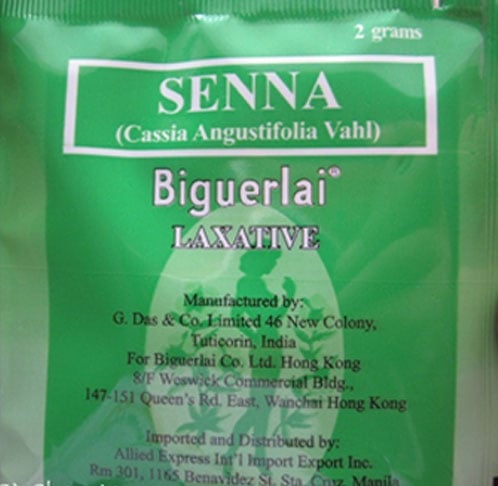 2 grams
SENNA
(Cassia Angustifolia Vahl)
Biguerlai®
LAXATIVE
Manufactured by:
G. Das & Co. Limited 46 New Colony,
Tuticorin, India
For Biguerlai Co. Ltd. Hong Kong
8/F Weswick Commercial Bldg.,
147-151 Queen's Rd. East, Wanchai Hong Kong
Imported and Distributed by:
Allied Express Int'l Import Export Inc.
Rm 301, 1165 Benavidez St. Sta. Cruz, Manila